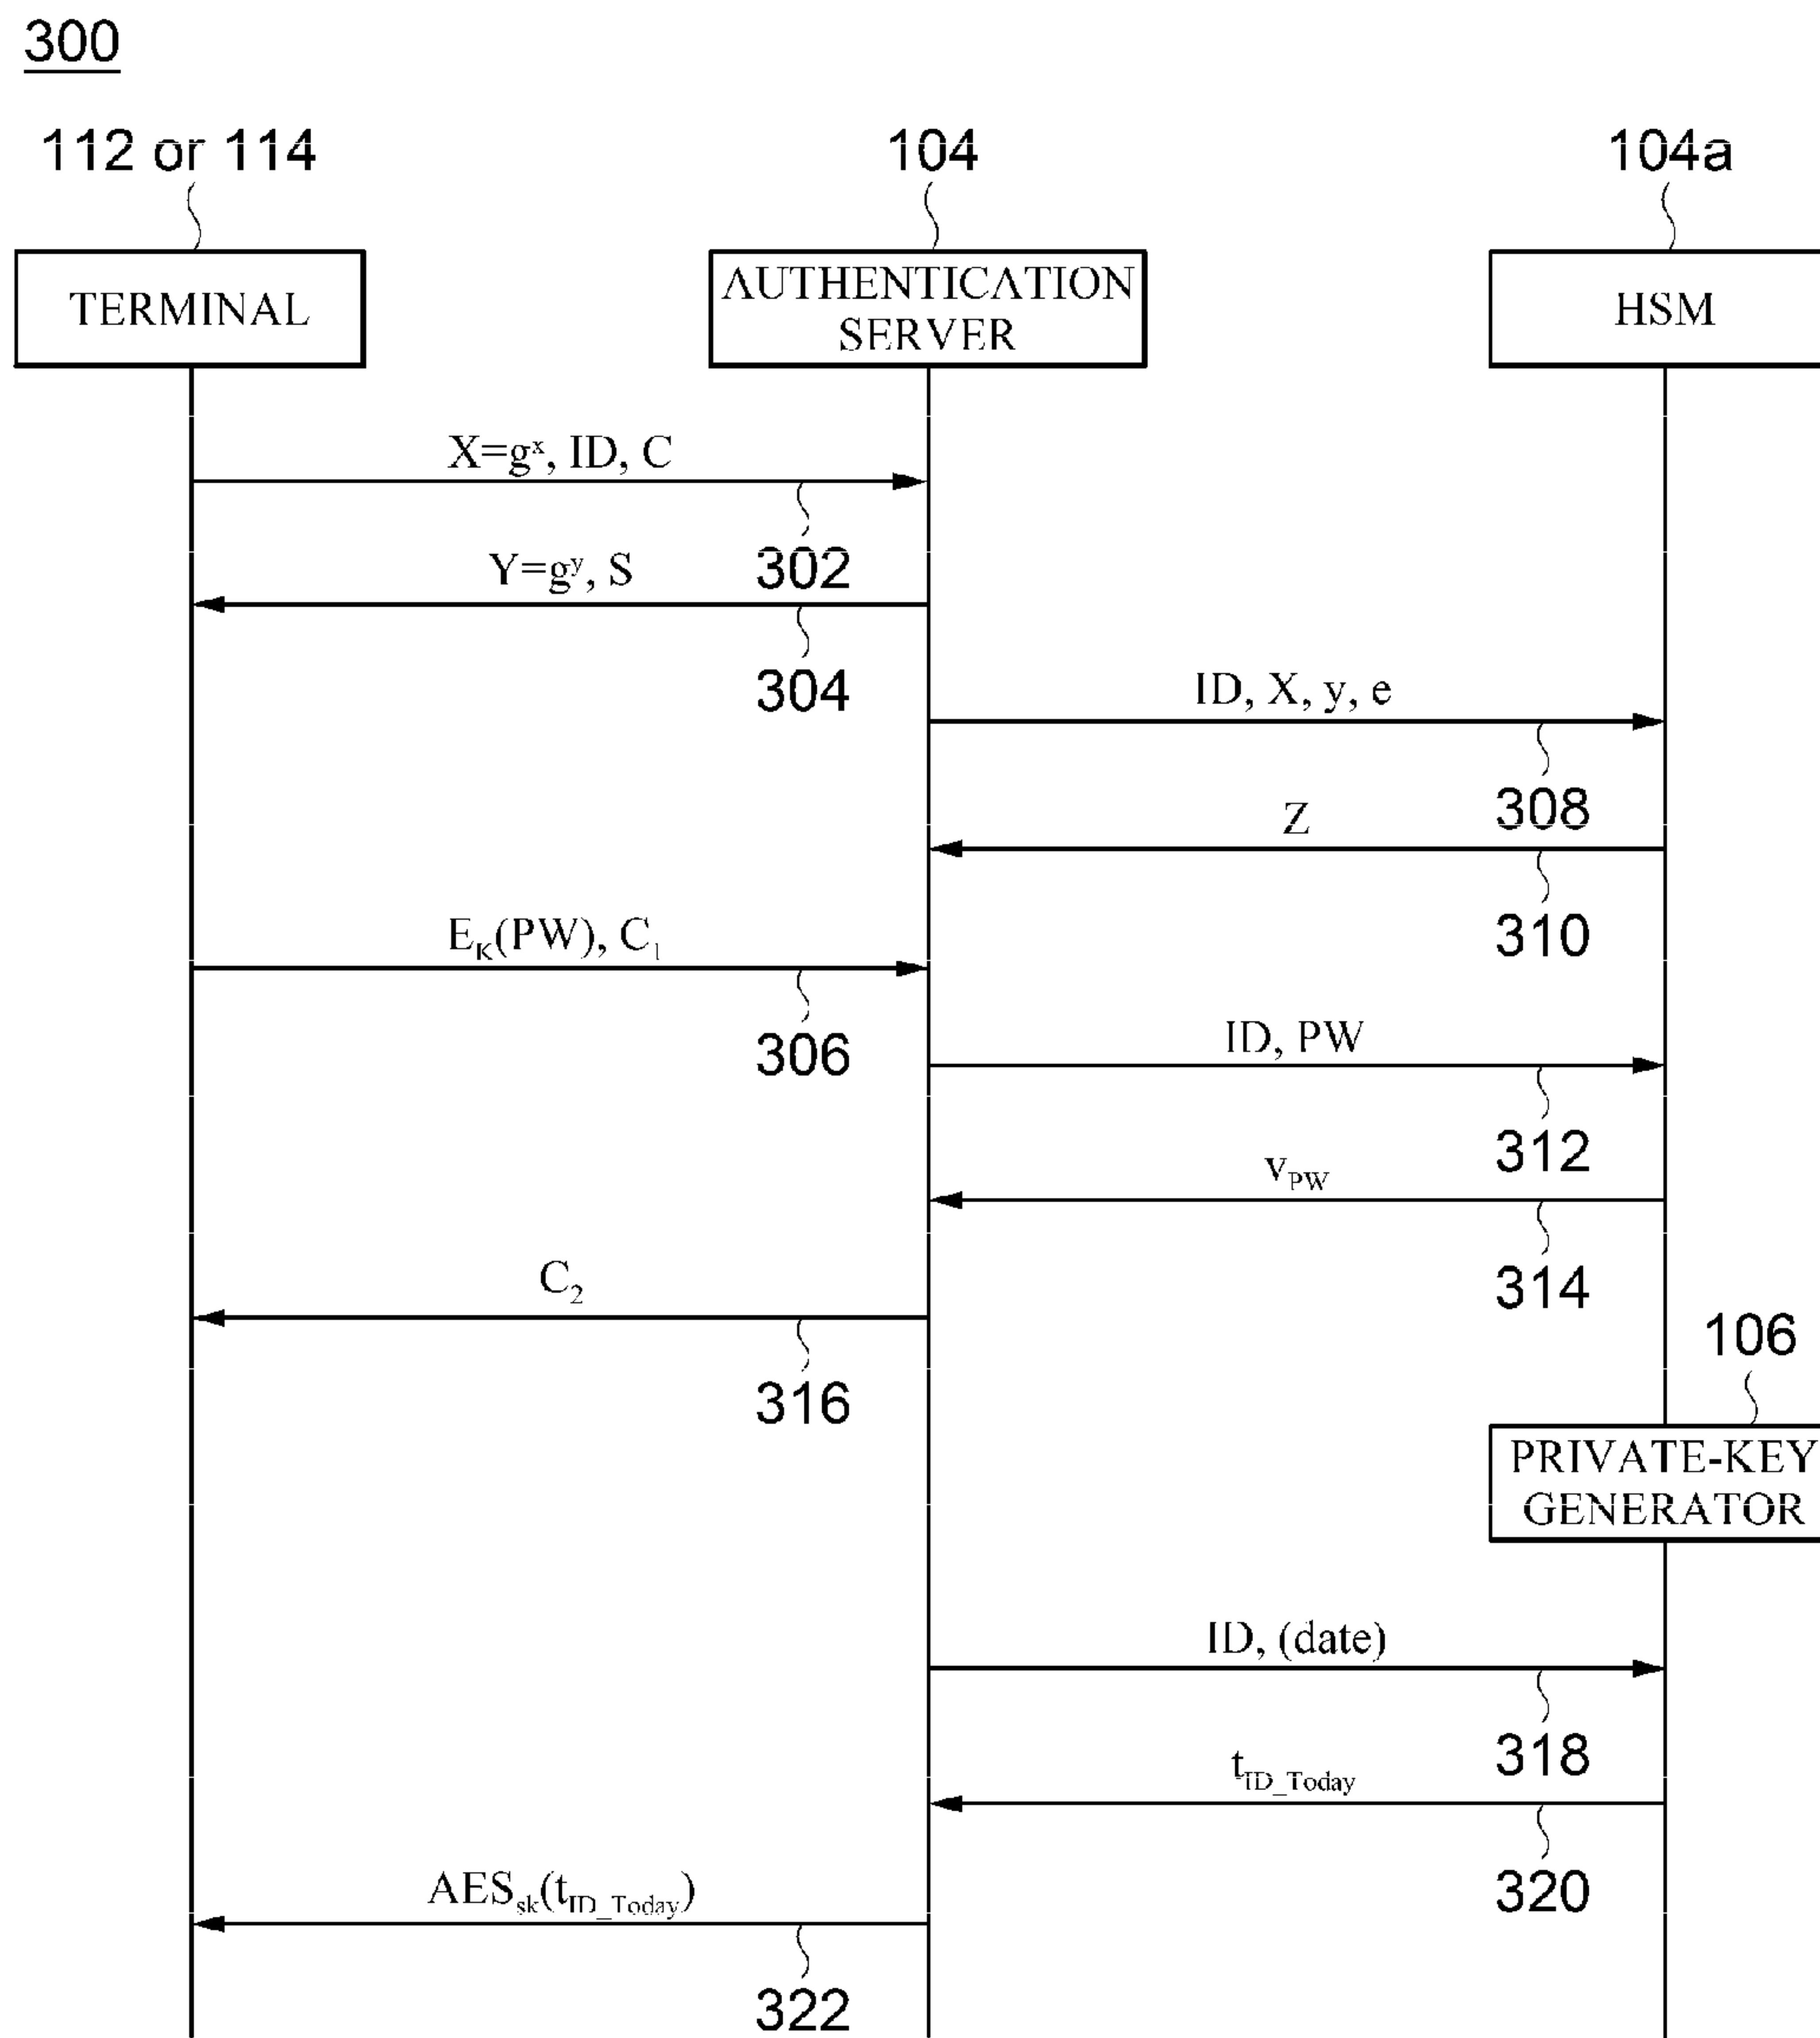 300
112 or 114
104
104a
TERMINAL
AUTHENTICATION
SERVER
HSM
X=gˣ, ID, C
302
Y=gʸ, S
304
ID, X, y, e
308
Z
310
E_K(PW), C₁
306
ID, PW
312
v_PW
314
C₂
316
106
PRIVATE-KEY
GENERATOR
ID, (date)
318
t_ID_Today
320
AES_sk(t_ID_Today)
322